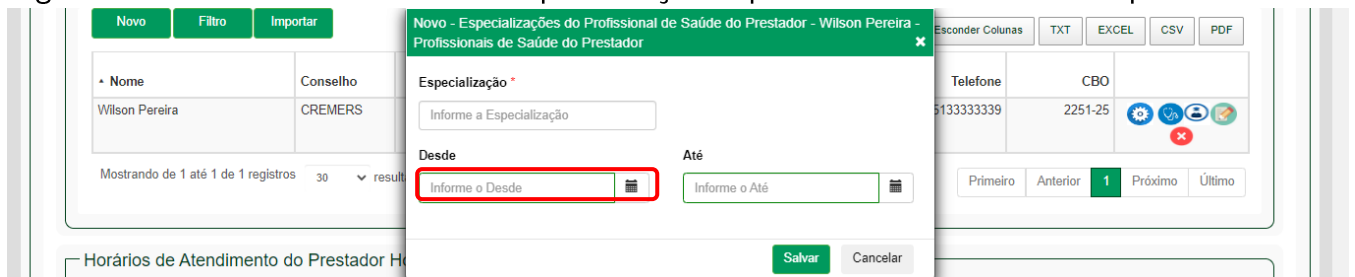 Novo Filtro Importar
Novo - Especializações do Profissional de Saúde do Prestador - Wilson Pereira -
Profissionais de Saúde do Prestador
Esconder Colunas TXT EXCEL CSV PDF
Nome Conselho Telefone CBO
Wilson Pereira CREMERS 5133333339 2251-25
Especialização *
Informe a Especialização
Desde Até
Informe o Desde Informe o Até
Mostrando de 1 até 1 de 1 registros 30 Primeiro Anterior 1 Próximo Último
Salvar Cancelar
Horários de Atendimento do Prestador